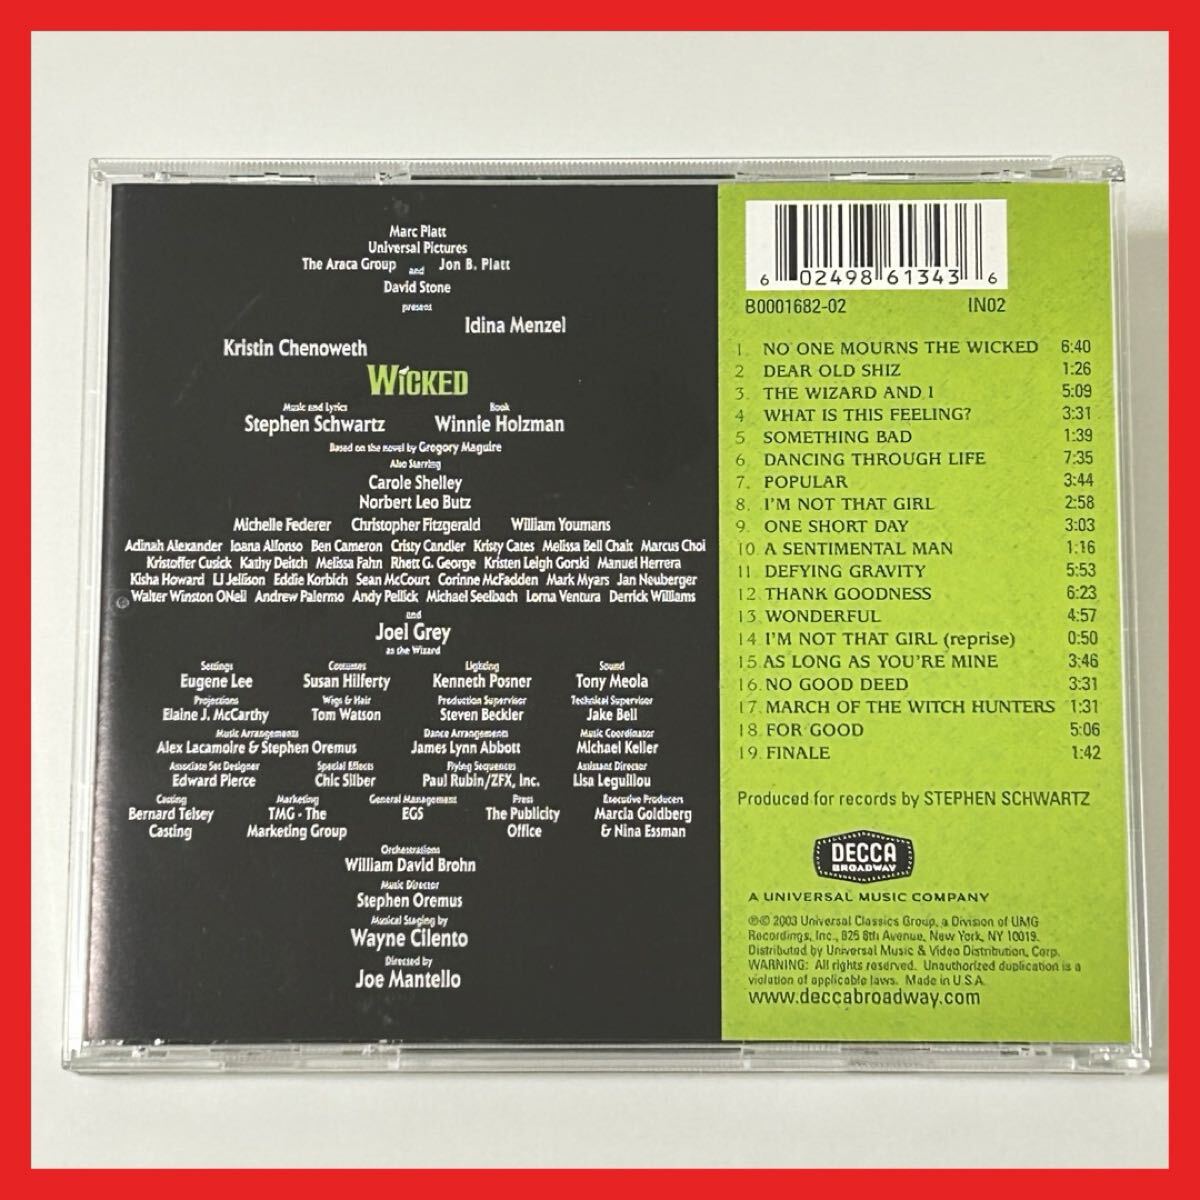 Marc Platt
Universal Pictures
The Araca Group and Jon B. Platt
David Stone
present
Idina Menzel
Kristin Chenoweth
WICKED
Music and Lyrics Book
Stephen Schwartz Winnie Holzman
Based on the novel by Gregory Maguire
Also Starring
Carole Shelley
Norbert Leo Butz
Michelle Federer Christopher Fitzgerald William Youmans
Adinah Alexander Ioana Alfonso Ben Cameron Cristy Candler Kristy Cates Melissa Bell Chait Marcus Choi
Kristoffer Cusick Kathy Deitch Melissa Fahn Rhett G. George Kristen Leigh Gorski Manuel Herrera
Kisha Howard LJ Jellison Eddie Korbich Sean McCourt Corinne McFadden Mark Myars Jan Neuberger
Walter Winston ONeil Andrew Palermo Andy Pellick Michael Seelbach Lorna Ventura Derrick Williams
and
Joel Grey
as the Wizard
Settings Costumes Lighting Sound
Eugene Lee Susan Hilferty Kenneth Posner Tony Meola
Projections Wigs & Hair Production Supervisor Technical Supervisor
Elaine J. McCarthy Tom Watson Steven Beckler Jake Bell
Music Arrangements Dance Arrangements Music Coordinator
Alex Lacamoire & Stephen Oremus James Lynn Abbott Michael Keller
Associate Set Designer Special Effects Flying Sequences Assistant Director
Edward Pierce Chic Silber Paul Rubin/ZFX, Inc. Lisa Leguillou
Casting Marketing General Management Press Executive Producers
Bernard Telsey TMG - The EGS The Publicity Marcia Goldberg
Casting Marketing Group Office & Nina Essman
Orchestrations
William David Brohn
Music Director
Stephen Oremus
Musical Staging by
Wayne Cilento
Directed by
Joe Mantello
6 02498 61343 6
B0001682-02 IN02
1. NO ONE MOURNS THE WICKED 6:40
2 DEAR OLD SHIZ 1:26
3. THE WIZARD AND I 5:09
4 WHAT IS THIS FEELING? 3:31
5 SOMETHING BAD 1:39
6 DANCING THROUGH LIFE 7:35
7. POPULAR 3:44
8. I'M NOT THAT GIRL 2:58
9. ONE SHORT DAY 3:03
10. A SENTIMENTAL MAN 1:16
11. DEFYING GRAVITY 5:53
12. THANK GOODNESS 6:23
13. WONDERFUL 4:57
14 I'M NOT THAT GIRL (reprise) 0:50
15. AS LONG AS YOU'RE MINE 3:46
16. NO GOOD DEED 3:31
17. MARCH OF THE WITCH HUNTERS 1:31
18. FOR GOOD 5:06
19. FINALE 1:42
Produced for records by STEPHEN SCHWARTZ
DECCA
BROADWAY
A UNIVERSAL MUSIC COMPANY
℗© 2003 Universal Classics Group, a Division of UMG
Recordings, Inc., 825 8th Avenue, New York, NY 10019.
Distributed by Universal Music & Video Distribution, Corp.
WARNING: All rights reserved. Unauthorized duplication is a
violation of applicable laws. Made in U.S.A.
www.deccabroadway.com